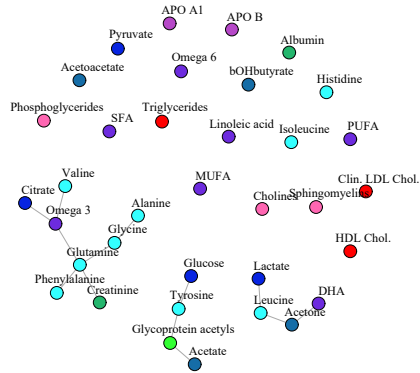 APO A1
APO B
Pyruvate
Albumin
Omega 6
Acetoacetate
bOHbutyrate
Histidine
Phosphoglycerides
Triglycerides
SFA
Linoleic acid
Isoleucine
PUFA
Valine
MUFA
Clin. LDL Chol.
Citrate
Cholines
Sphingomyelins
Omega 3
Alanine
Glycine
HDL Chol.
Glutamine
Glucose
Lactate
Phenylalanine
Creatinine
Tyrosine
Leucine
DHA
Acetone
Glycoprotein acetyls
Acetate